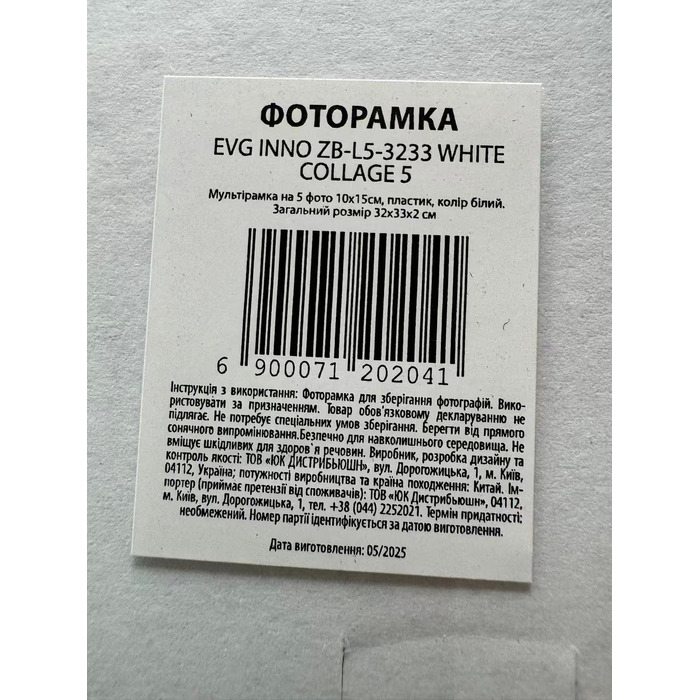 ФОТОРАМКА
EVG INNO ZB-L5-3233 WHITE
COLLAGE 5
Мультірамка на 5 фото 10х15см, пластик, колір білий.
Загальний розмір 32х33х2 см
6 900071 202041
Інструкція з використання: Фоторамка для зберігання фотографій. Вико-
ристовувати за призначенням. Товар обов'язковому декларуванню не
підлягає. Не потребує спеціальних умов зберігання. Берегти від прямого
сонячного випромінювання.Безпечно для навколишнього середовища. Не
вміщує шкідливих для здоров`я речовин. Виробник, розробка дизайну та
контроль якості: ТОВ «ЮК ДИСТРИБЬЮШН», вул. Дорогожицька, 1, м. Київ,
04112, Україна; потужності виробництва та країна походження: Китай. Ім-
портер (приймає претензії від споживачів): ТОВ «ЮК Дистрибьюшн», 04112,
м. Київ, вул. Дорогожицька, 1, тел. +38 (044) 2252021. Термін придатності:
необмежений. Номер партії ідентифікується за датою виготовлення.
Дата виготовлення: 05/2025